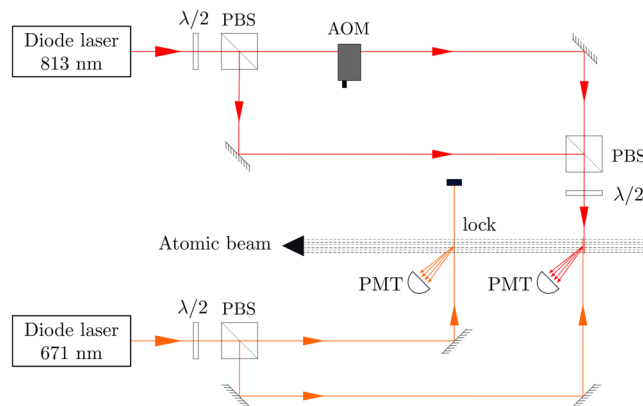 λ/2 PBS
Diode laser
813 nm
AOM
PBS
λ/2
lock
Atomic beam
PMT PMT
λ/2 PBS
Diode laser
671 nm